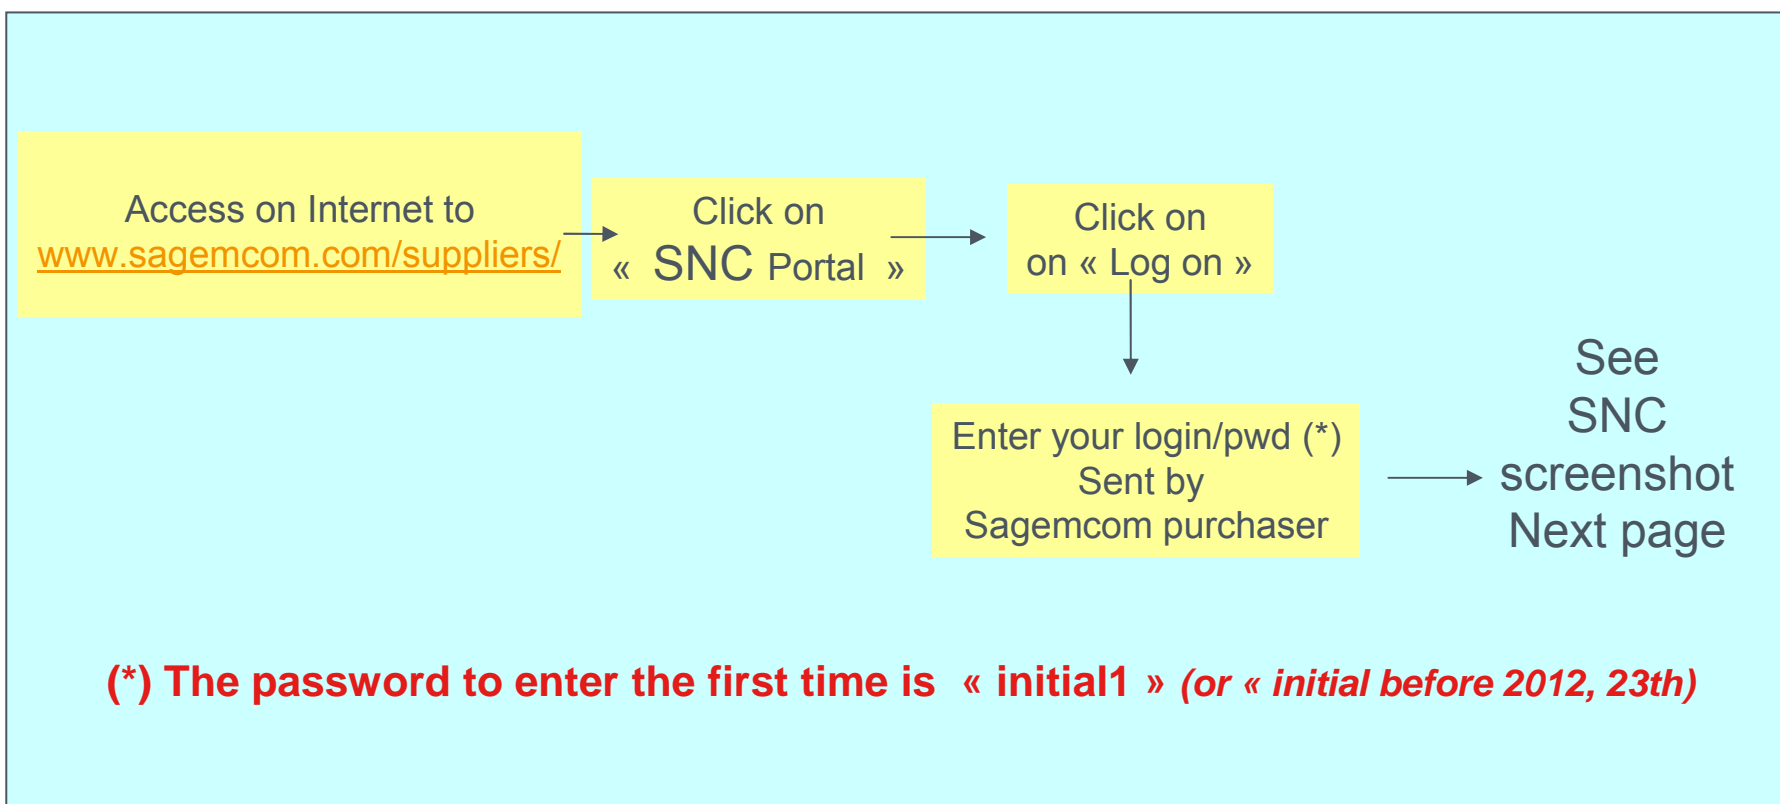 Access on Internet to
www.sagemcom.com/suppliers/
Click on
« SNC Portal »
Click on
on « Log on »
Enter your login/pwd (*)
Sent by
Sagemcom purchaser
See
SNC
screenshot
Next page
(*) The password to enter the first time is « initial1 » (or « initial before 2012, 23th)